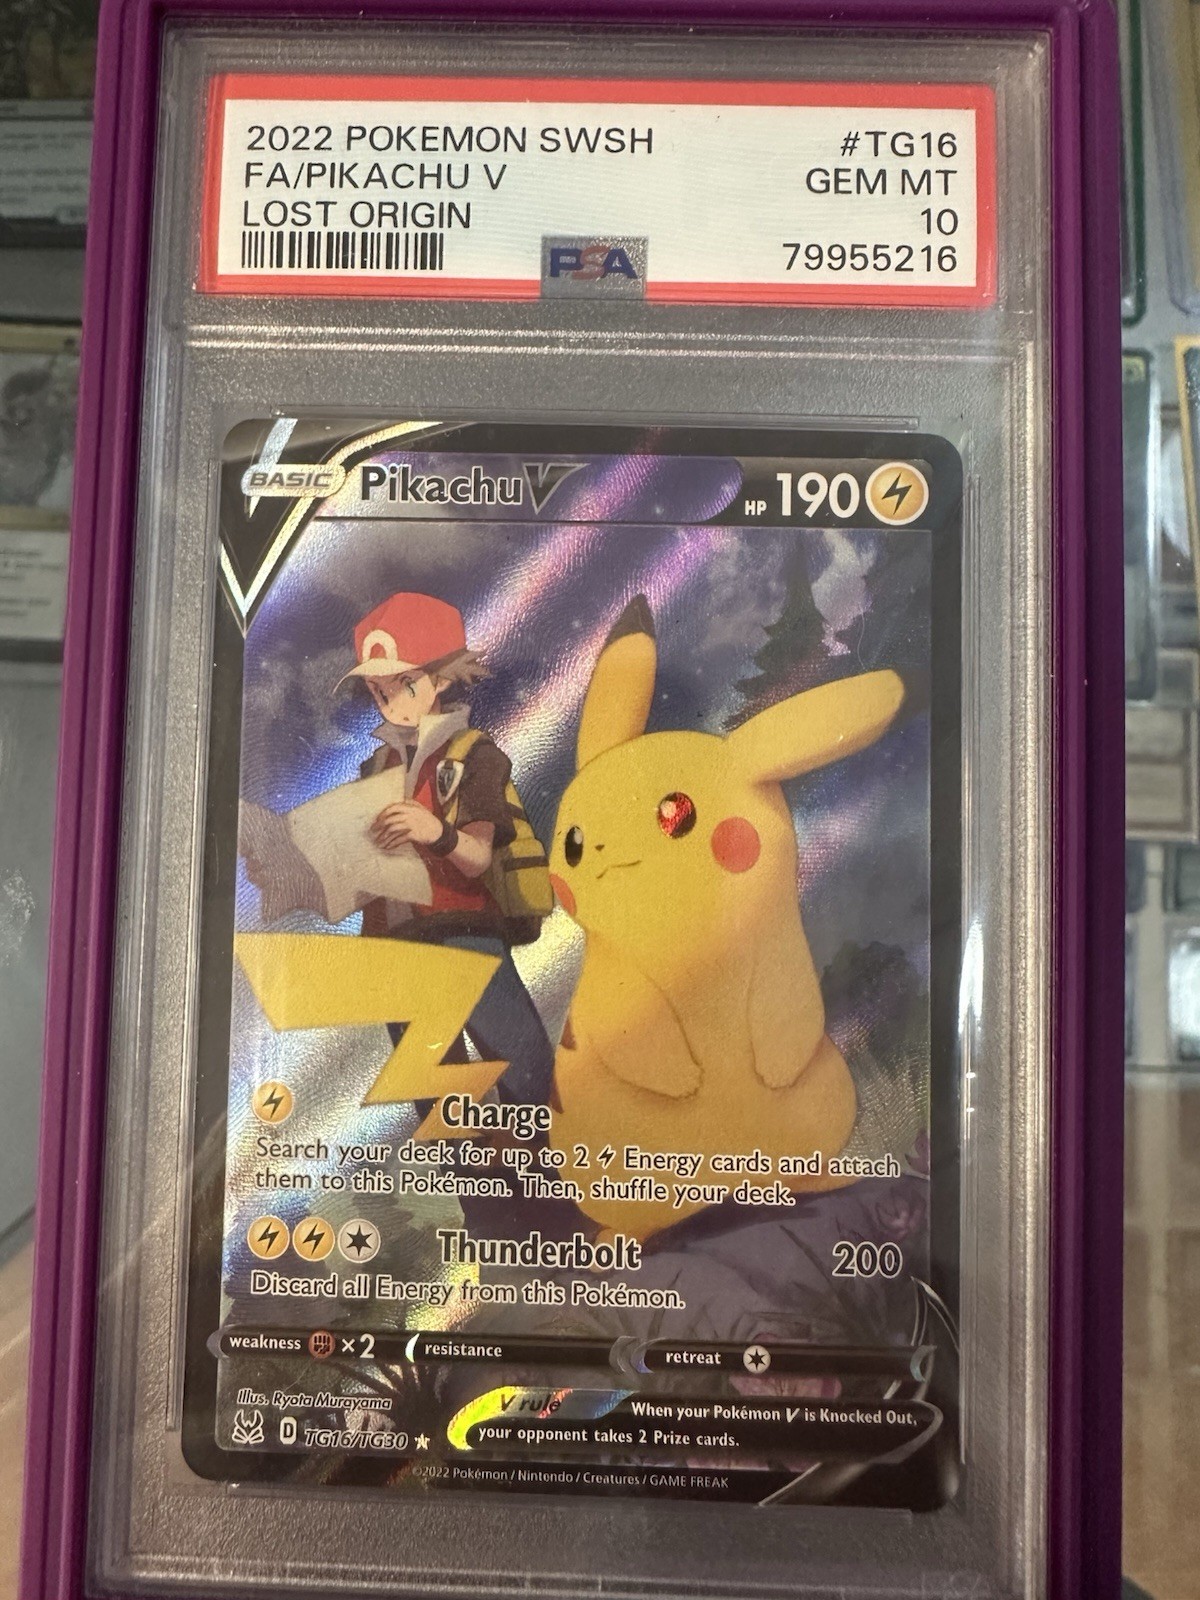 2022 POKEMON SWSH #TG16
FA/PIKACHU V GEM MT
LOST ORIGIN 10
PSA 79955216
BASIC Pikachu V HP 190
Charge
Search your deck for up to 2 Energy cards and attach
them to this Pokémon. Then, shuffle your deck.
Thunderbolt 200
Discard all Energy from this Pokémon.
weakness ×2 resistance retreat
Illus. Ryota Murayama
V rule When your Pokémon V is Knocked Out,
D TG16/TG30 your opponent takes 2 Prize cards.
©2022 Pokémon / Nintendo / Creatures / GAME FREAK